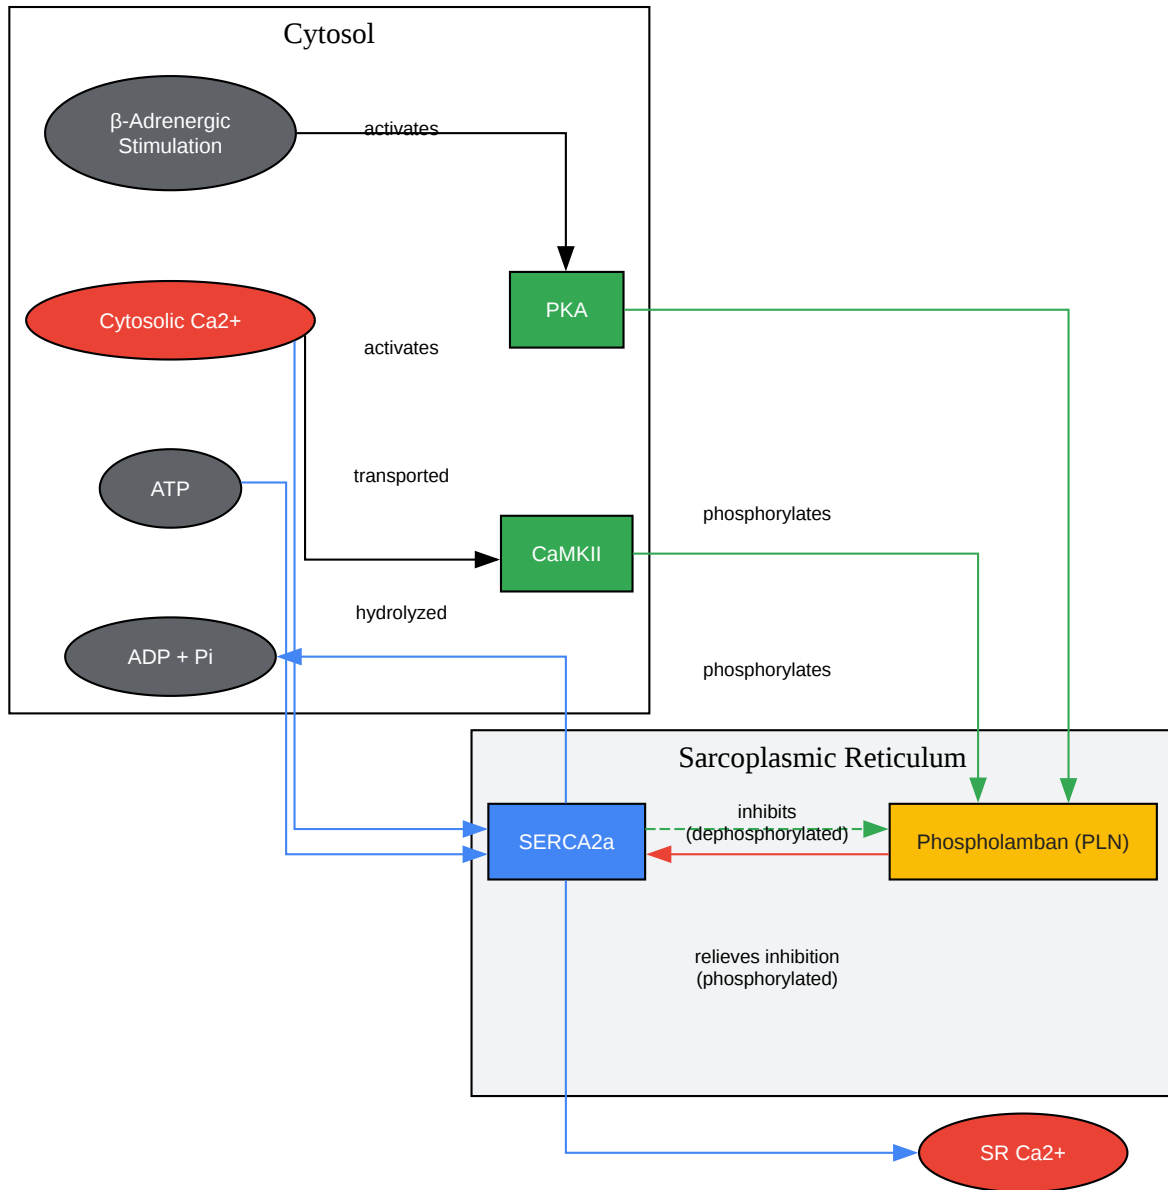 Cytosol
β-Adrenergic
Stimulation
activates
PKA
Cytosolic Ca2+
activates
transported
ATP
phosphorylates
CaMKII
hydrolyzed
ADP + Pi
phosphorylates
Sarcoplasmic Reticulum
SERCA2a
inhibits
(dephosphorylated)
Phospholamban (PLN)
relieves inhibition
(phosphorylated)
SR Ca2+